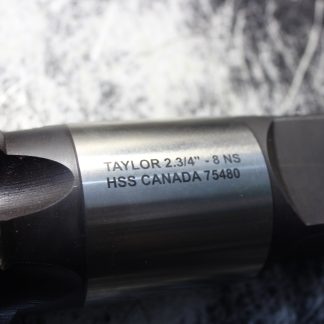 TAYLOR 2.3/4" - 8 NS
HSS CANADA 75480